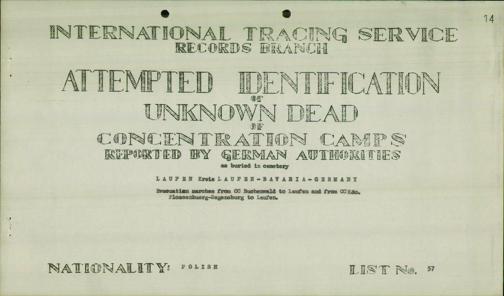 14
INTERNATIONAL TRACING SERVICE
RECORDS BRANCH
ATTEMPTED IDENTIFICATION
OF
UNKNOWN DEAD
OF
CONCENTRATION CAMPS
REPORTED BY GERMAN AUTHORITIES
as buried in cemetery
LAUFEN Kreis LAUFEN-BAVARIA-GERMANY
Evacuation marches from CC Buchenwald to Laufen and from CC Kdo.
Flossenbuerg-Regensburg to Laufen.
NATIONALITY: POLISH
LIST No. 57